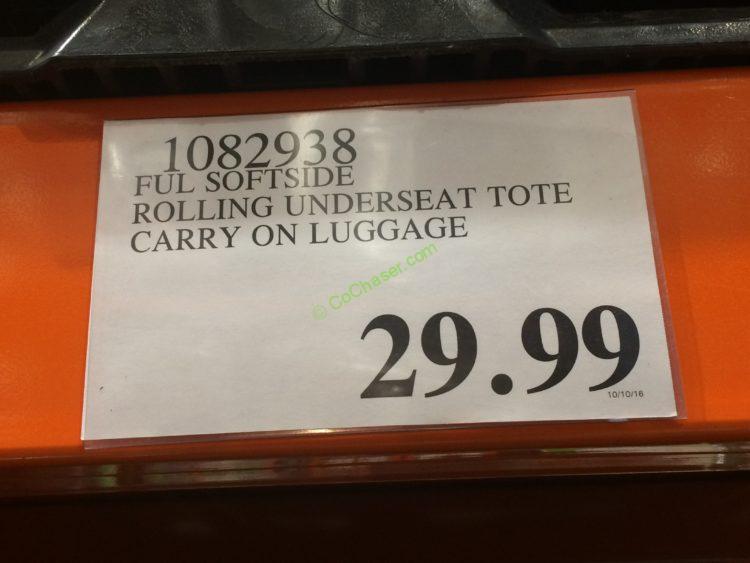 1082938
FUL SOFTSIDE
ROLLING UNDERSEAT TOTE
CARRY ON LUGGAGE
© CoChaser.com
29.99
10/10/16